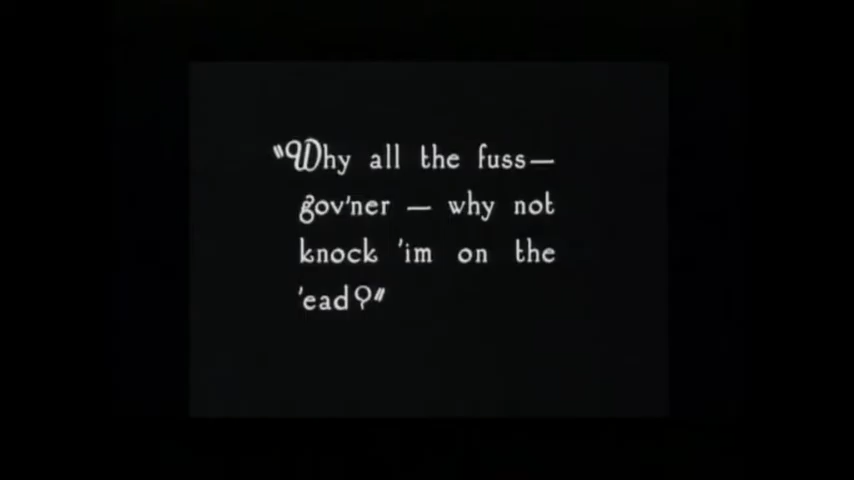 "Why all the fuss—
gov'ner — why not
knock 'im on the
'ead?"